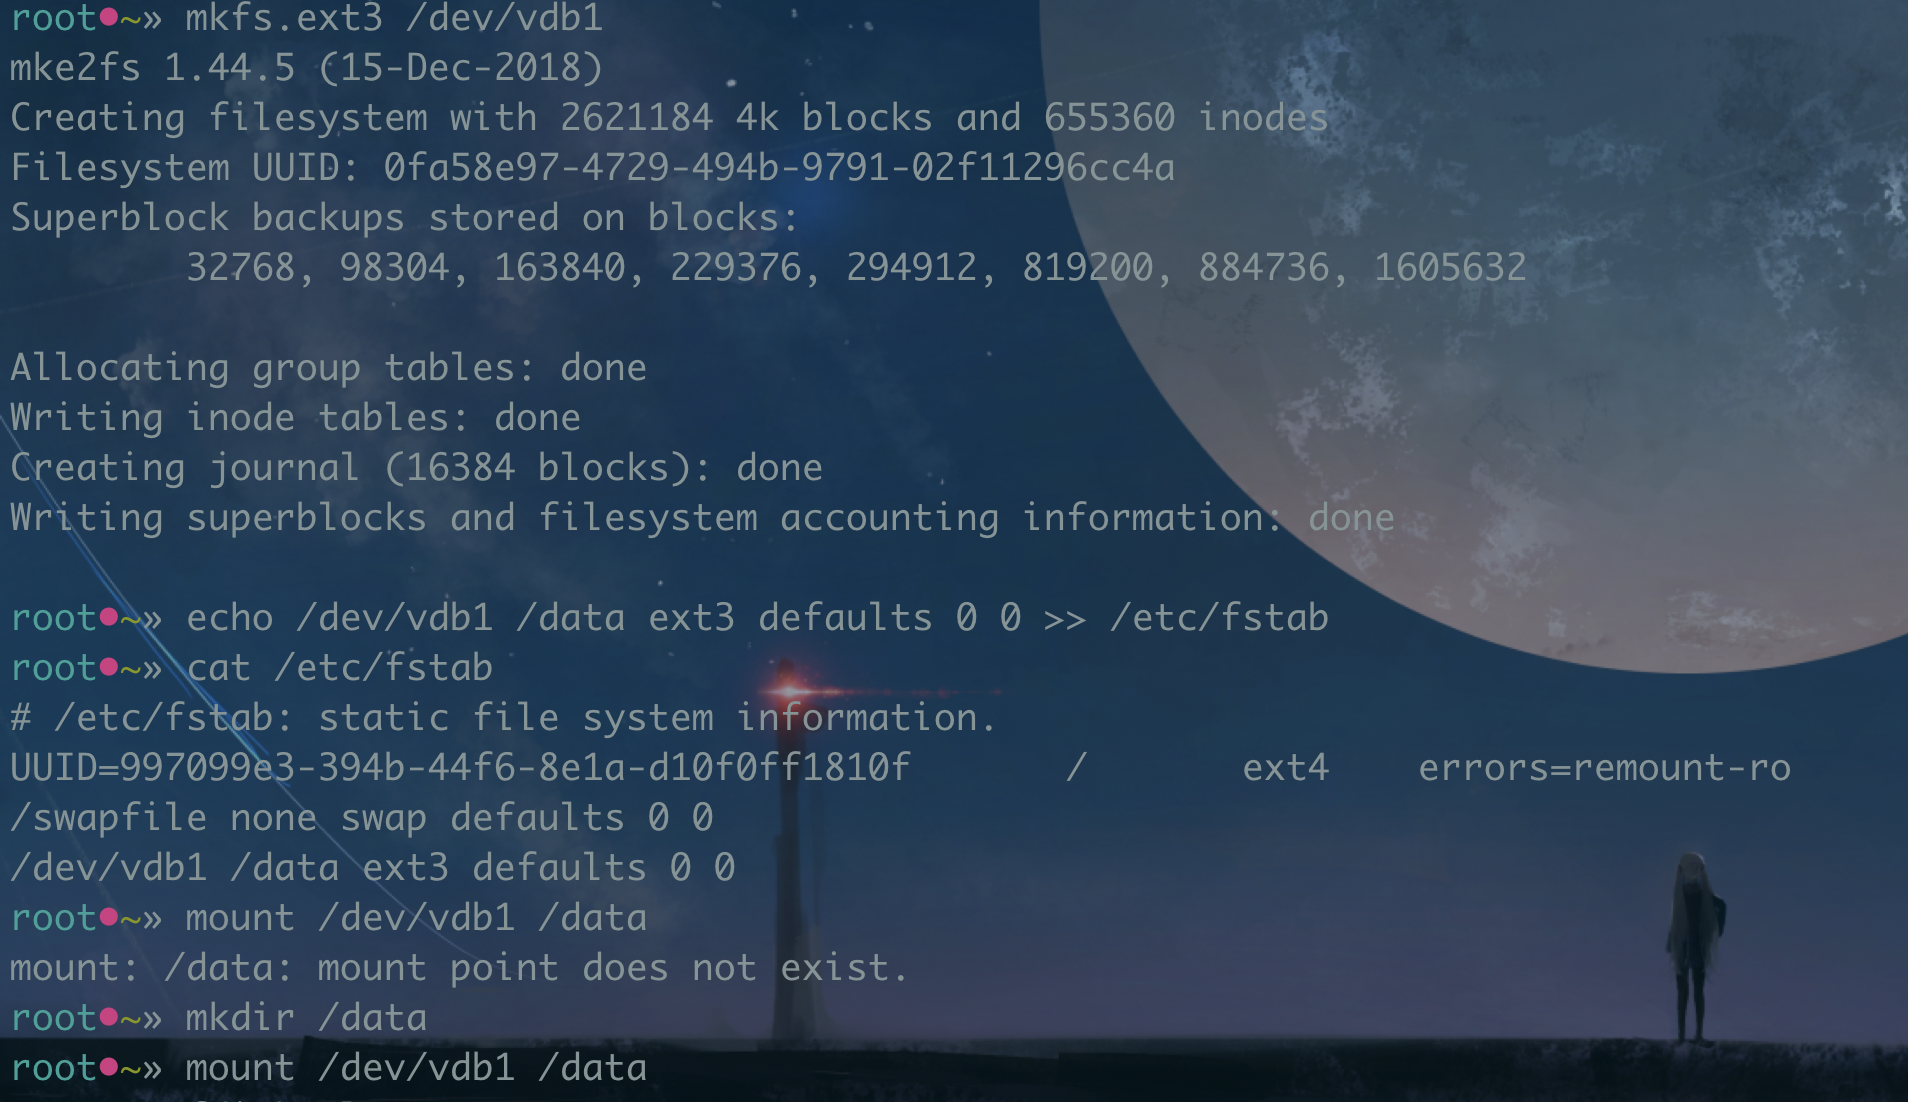 root●~» mkfs.ext3 /dev/vdb1
mke2fs 1.44.5 (15-Dec-2018)
Creating filesystem with 2621184 4k blocks and 655360 inodes
Filesystem UUID: 0fa58e97-4729-494b-9791-02f11296cc4a
Superblock backups stored on blocks:
        32768, 98304, 163840, 229376, 294912, 819200, 884736, 1605632
Allocating group tables: done
Writing inode tables: done
Creating journal (16384 blocks): done
Writing superblocks and filesystem accounting information: done
root●~» echo /dev/vdb1 /data ext3 defaults 0 0 >> /etc/fstab
root●~» cat /etc/fstab
# /etc/fstab: static file system information.
UUID=997099e3-394b-44f6-8e1a-d10f0ff1810f       /       ext4    errors=remount-ro
/swapfile none swap defaults 0 0
/dev/vdb1 /data ext3 defaults 0 0
root●~» mount /dev/vdb1 /data
mount: /data: mount point does not exist.
root●~» mkdir /data
root●~» mount /dev/vdb1 /data